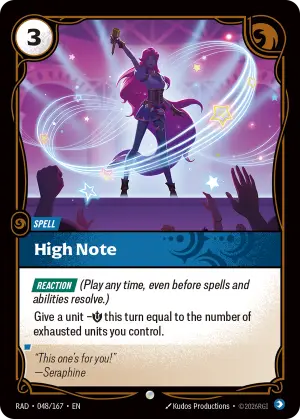 3
SPELL
High Note
REACTION (Play any time, even before spells and
abilities resolve.)
Give a unit - this turn equal to the number of
exhausted units you control.
"This one's for you!"
—Seraphine
RAD • 048/167 • EN
Kudos Productions • ©2026RGI